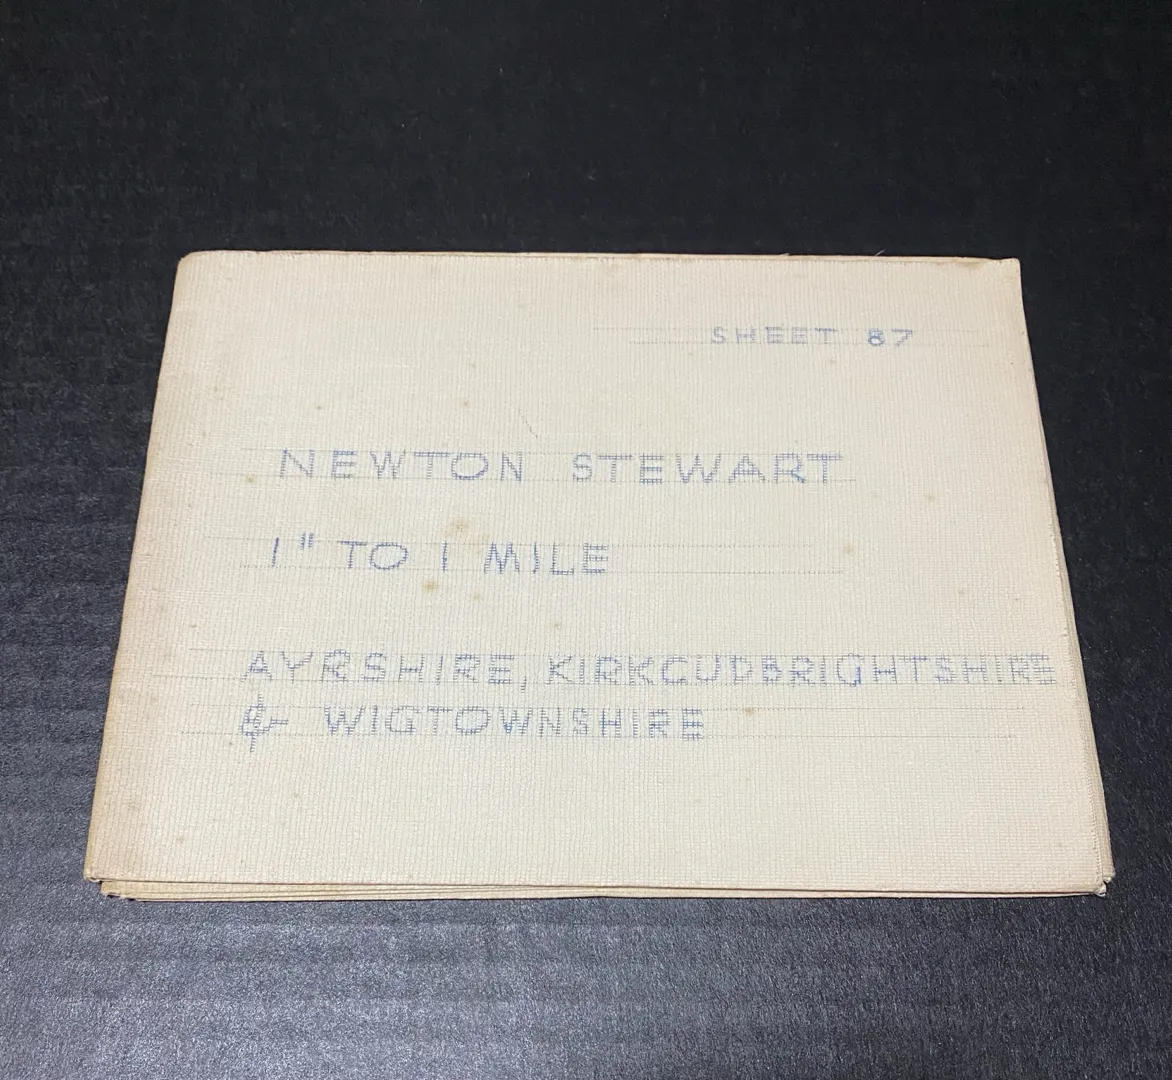 SHEET 87
NEWTON STEWART
1" TO 1 MILE
AYRSHIRE, KIRKCUDBRIGHTSHIRE
& WIGTOWNSHIRE